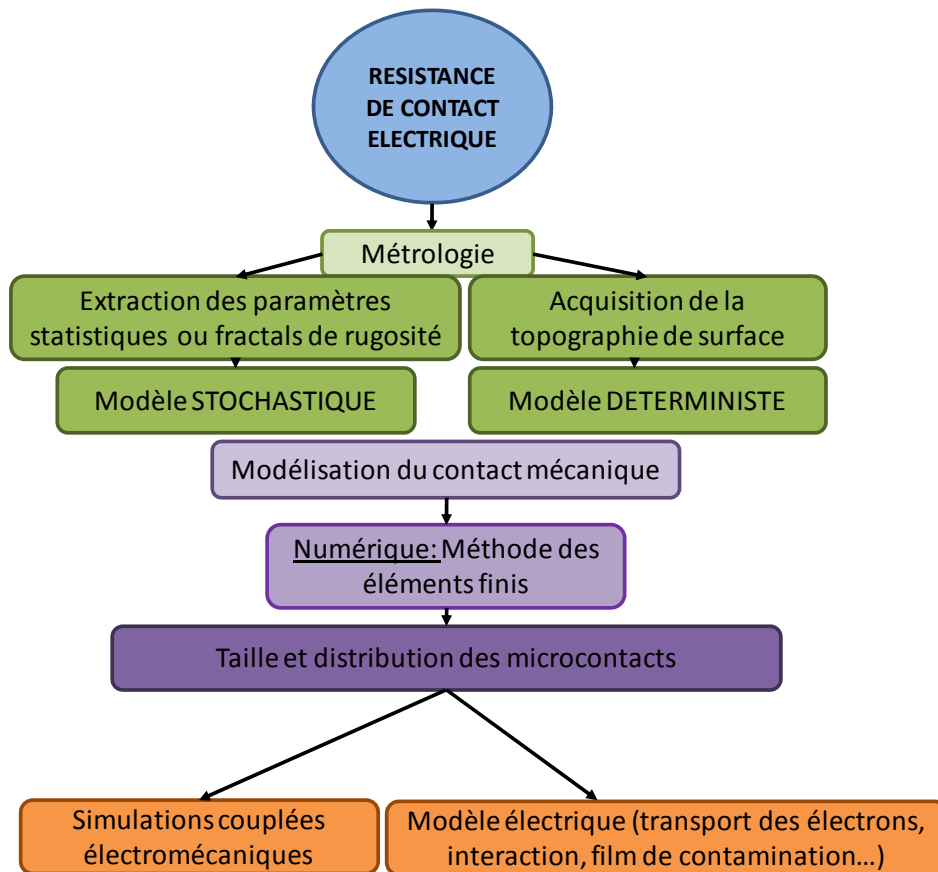 RESISTANCE
DE CONTACT
ELECTRIQUE
Métrologie
Extraction des paramètres
statistiques ou fractals de rugosité
Acquisition de la
topographie de surface
Modèle STOCHASTIQUE
Modèle DETERMINISTE
Modélisation du contact mécanique
Numérique: Méthode des
éléments finis
Taille et distribution des microcontacts
Simulations couplées
électromécaniques
Modèle électrique (transport des électrons,
interaction, film de contamination...)